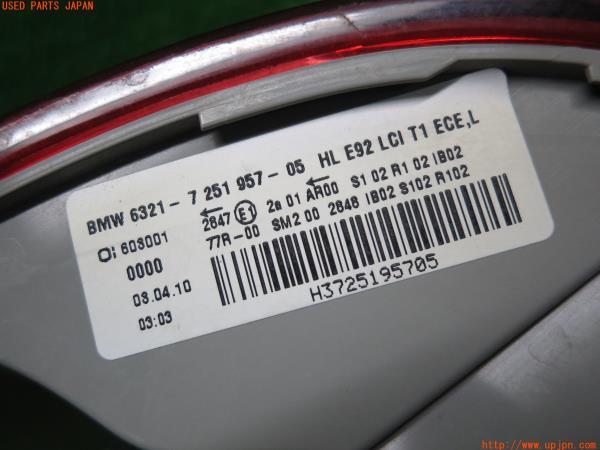 USED PARTS JAPAN
BMW 6321- 7 251 957- 05 HL E92 LCI T1 ECE,L
2647 E1 2a 01 AR00 S1 02 R1 02 IB02
77R-00 SM2 00 2648 IB02 S102 R102
603001
0000
03.04.10
03:03
H3725195705
http://www.upjpn.com